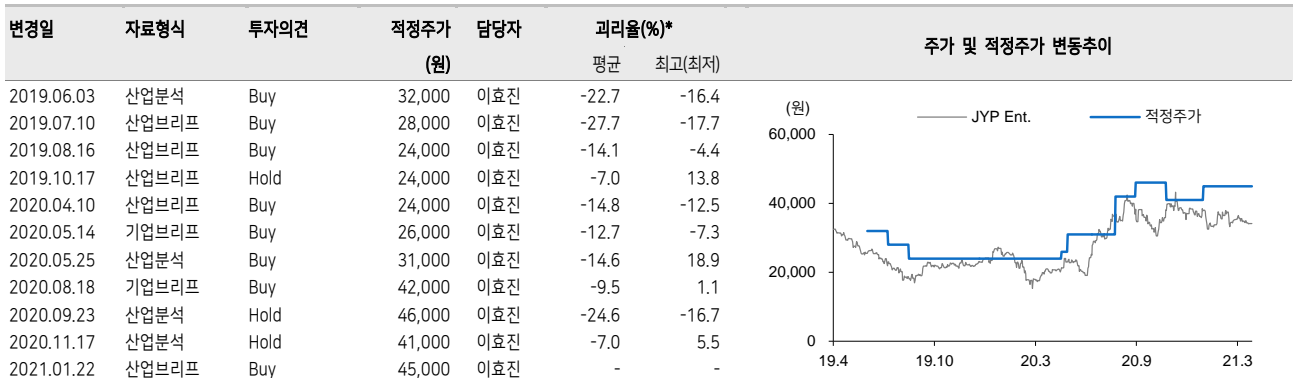 변경일 자료형식 투자의견 적정주가 담당자 괴리율(%)* 주가 및 적정주가 변동추이
(원) 평균 최고(최저)
2019.06.03 산업분석 Buy 32,000 이효진 -22.7 -16.4
2019.07.10 산업브리프 Buy 28,000 이효진 -27.7 -17.7
2019.08.16 산업브리프 Buy 24,000 이효진 -14.1 -4.4
2019.10.17 산업브리프 Hold 24,000 이효진 -7.0 13.8
2020.04.10 산업브리프 Buy 24,000 이효진 -14.8 -12.5
2020.05.14 기업브리프 Buy 26,000 이효진 -12.7 -7.3
2020.05.25 산업분석 Buy 31,000 이효진 -14.6 18.9
2020.08.18 기업브리프 Buy 42,000 이효진 -9.5 1.1
2020.09.23 산업분석 Hold 46,000 이효진 -24.6 -16.7
2020.11.17 산업분석 Hold 41,000 이효진 -7.0 5.5
2021.01.22 산업브리프 Buy 45,000 이효진 - -
(원) JYP Ent. 적정주가
60,000
40,000
20,000
0
19.4 19.10 20.3 20.9 21.3